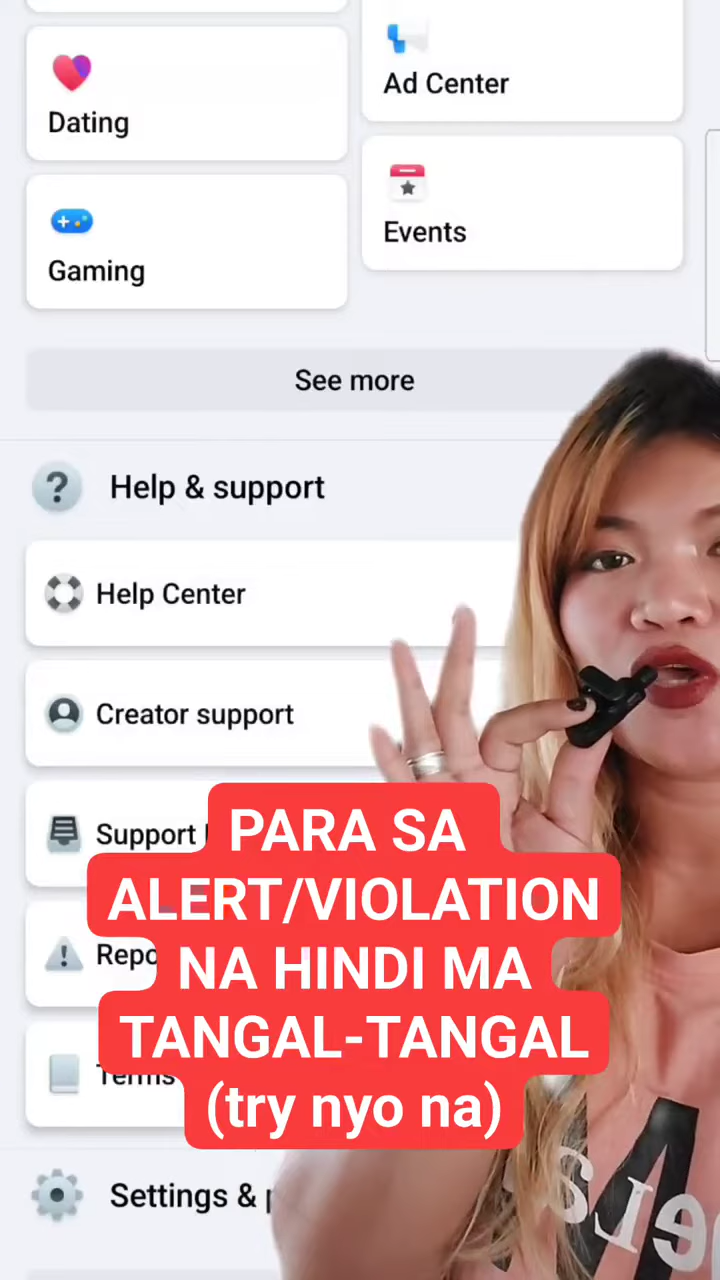 Dating
Ad Center
Gaming
Events
See more
Help & support
Help Center
Creator support
Support
PARA SA
ALERT/VIOLATION
NA HINDI MA
TANGAL-TANGAL
(try nyo na)
Terms
Settings &